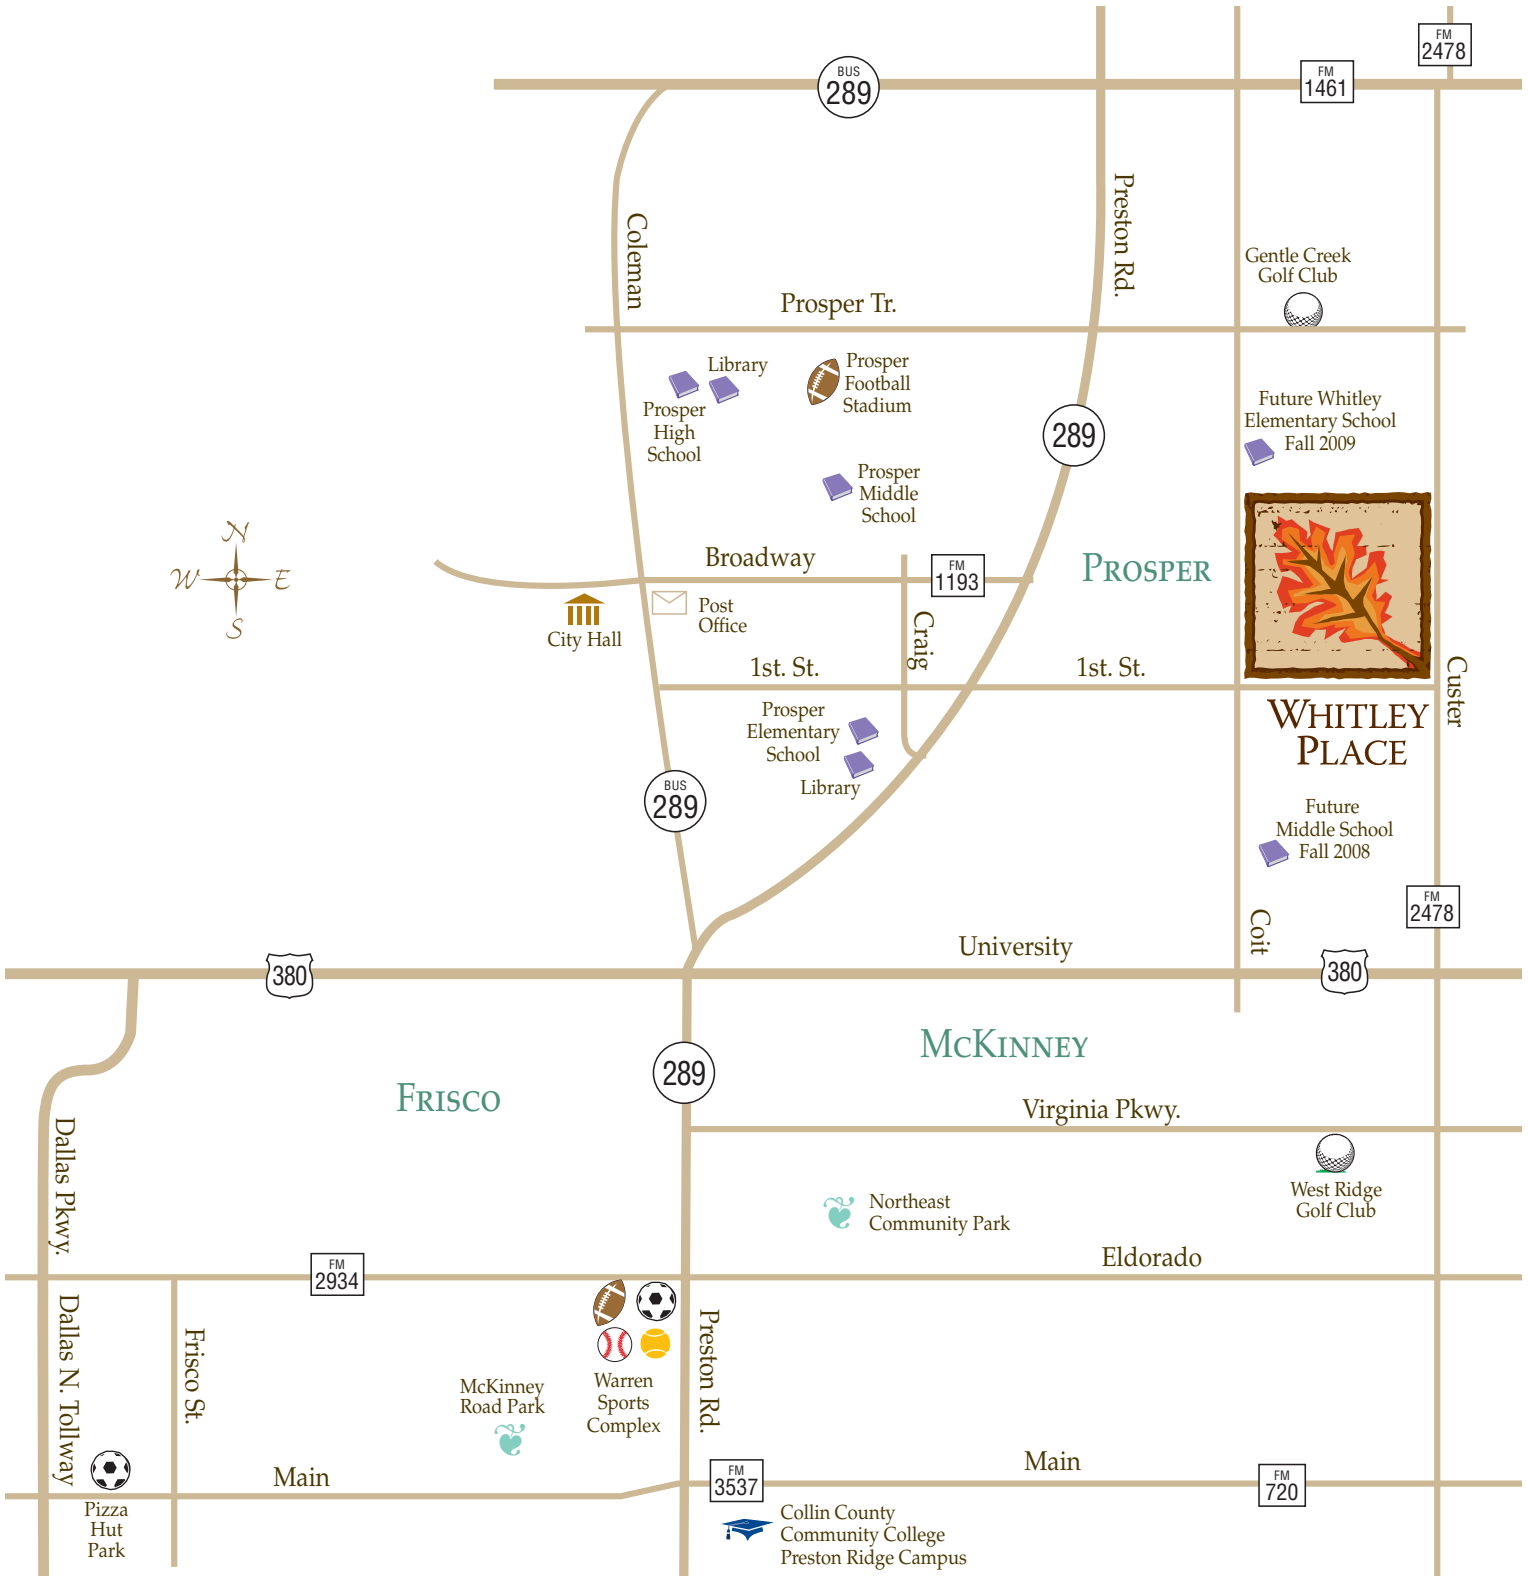 FM
2478
BUS
289
FM
1461
Preston Rd.
Coleman
Gentle Creek
Golf Club
Prosper Tr.
Library
Prosper
High
School
Prosper
Football
Stadium
Future Whitley
Elementary School
Fall 2009
289
Prosper
Middle
School
N
W
E
S
Broadway
FM
1193
PROSPER
Post
Office
City Hall
Craig
1st. St.
1st. St.
Custer
WHITLEY
PLACE
Prosper
Elementary
School
Library
BUS
289
Future
Middle School
Fall 2008
FM
2478
Coit
University
380
380
MCKINNEY
289
FRISCO
Virginia Pkwy.
Dallas Pkwy.
West Ridge
Golf Club
Northeast
Community Park
Eldorado
FM
2934
Dallas N. Tollway
Frisco St.
Preston Rd.
McKinney
Road Park
Warren
Sports
Complex
Main
Main
FM
3537
FM
720
Pizza
Hut
Park
Collin County
Community College
Preston Ridge Campus